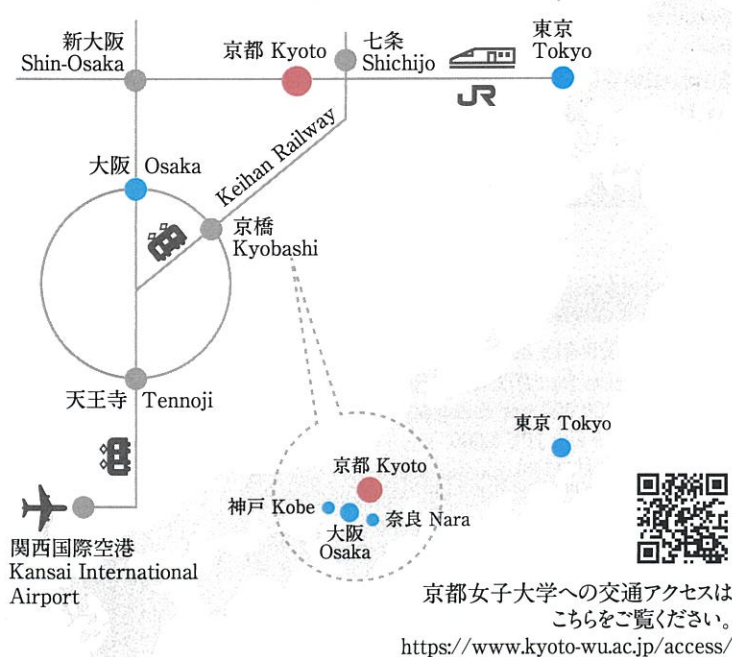 新大阪
Shin-Osaka
京都 Kyoto
七条
Shichijo
東京
Tokyo
JR
大阪 Osaka
Keihan Railway
京橋
Kyobashi
天王寺 Tennoji
関西国際空港
Kansai International
Airport
東京 Tokyo
京都 Kyoto
神戸 Kobe
大阪
Osaka
奈良 Nara
京都女子大学への交通アクセスは
こちらをご覧ください。
https://www.kyoto-wu.ac.jp/access/